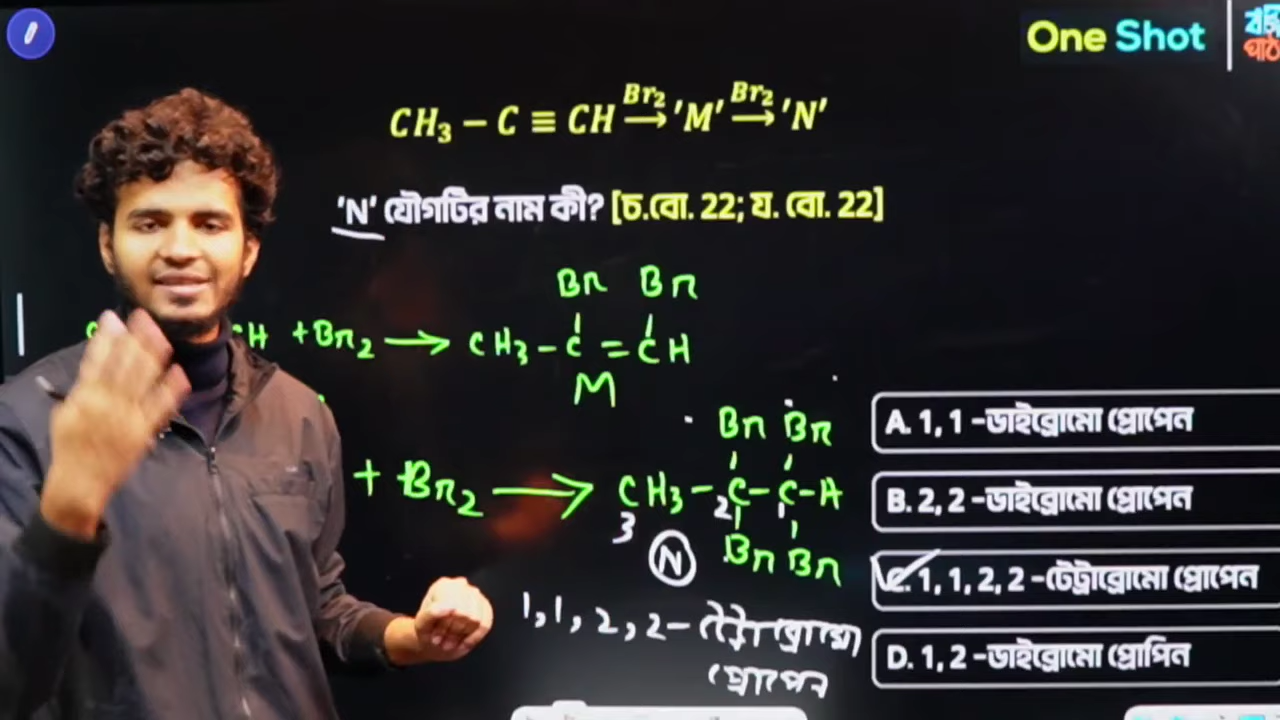 One Shot
CH₃ – C ≡ CH —Br₂→ 'M' —Br₂→ 'N'
'N' যৌগটির নাম কী? [চ.বো. 22; য. বো. 22]
Br Br
H + Br₂ ⟶ CH₃ – C = CH
M
Br Br
+ Br₂ ⟶ CH₃ – C – C – H
3 2 1
Br Br
N
1, 1, 2, 2 – টেট্রাব্রোমো
প্রোপেন
A. 1, 1 -ডাইব্রোমো প্রোপেন
B. 2, 2 -ডাইব্রোমো প্রোপেন
C. 1, 1, 2, 2 -টেট্রাব্রোমো প্রোপেন
D. 1, 2 -ডাইব্রোমো প্রোপিন